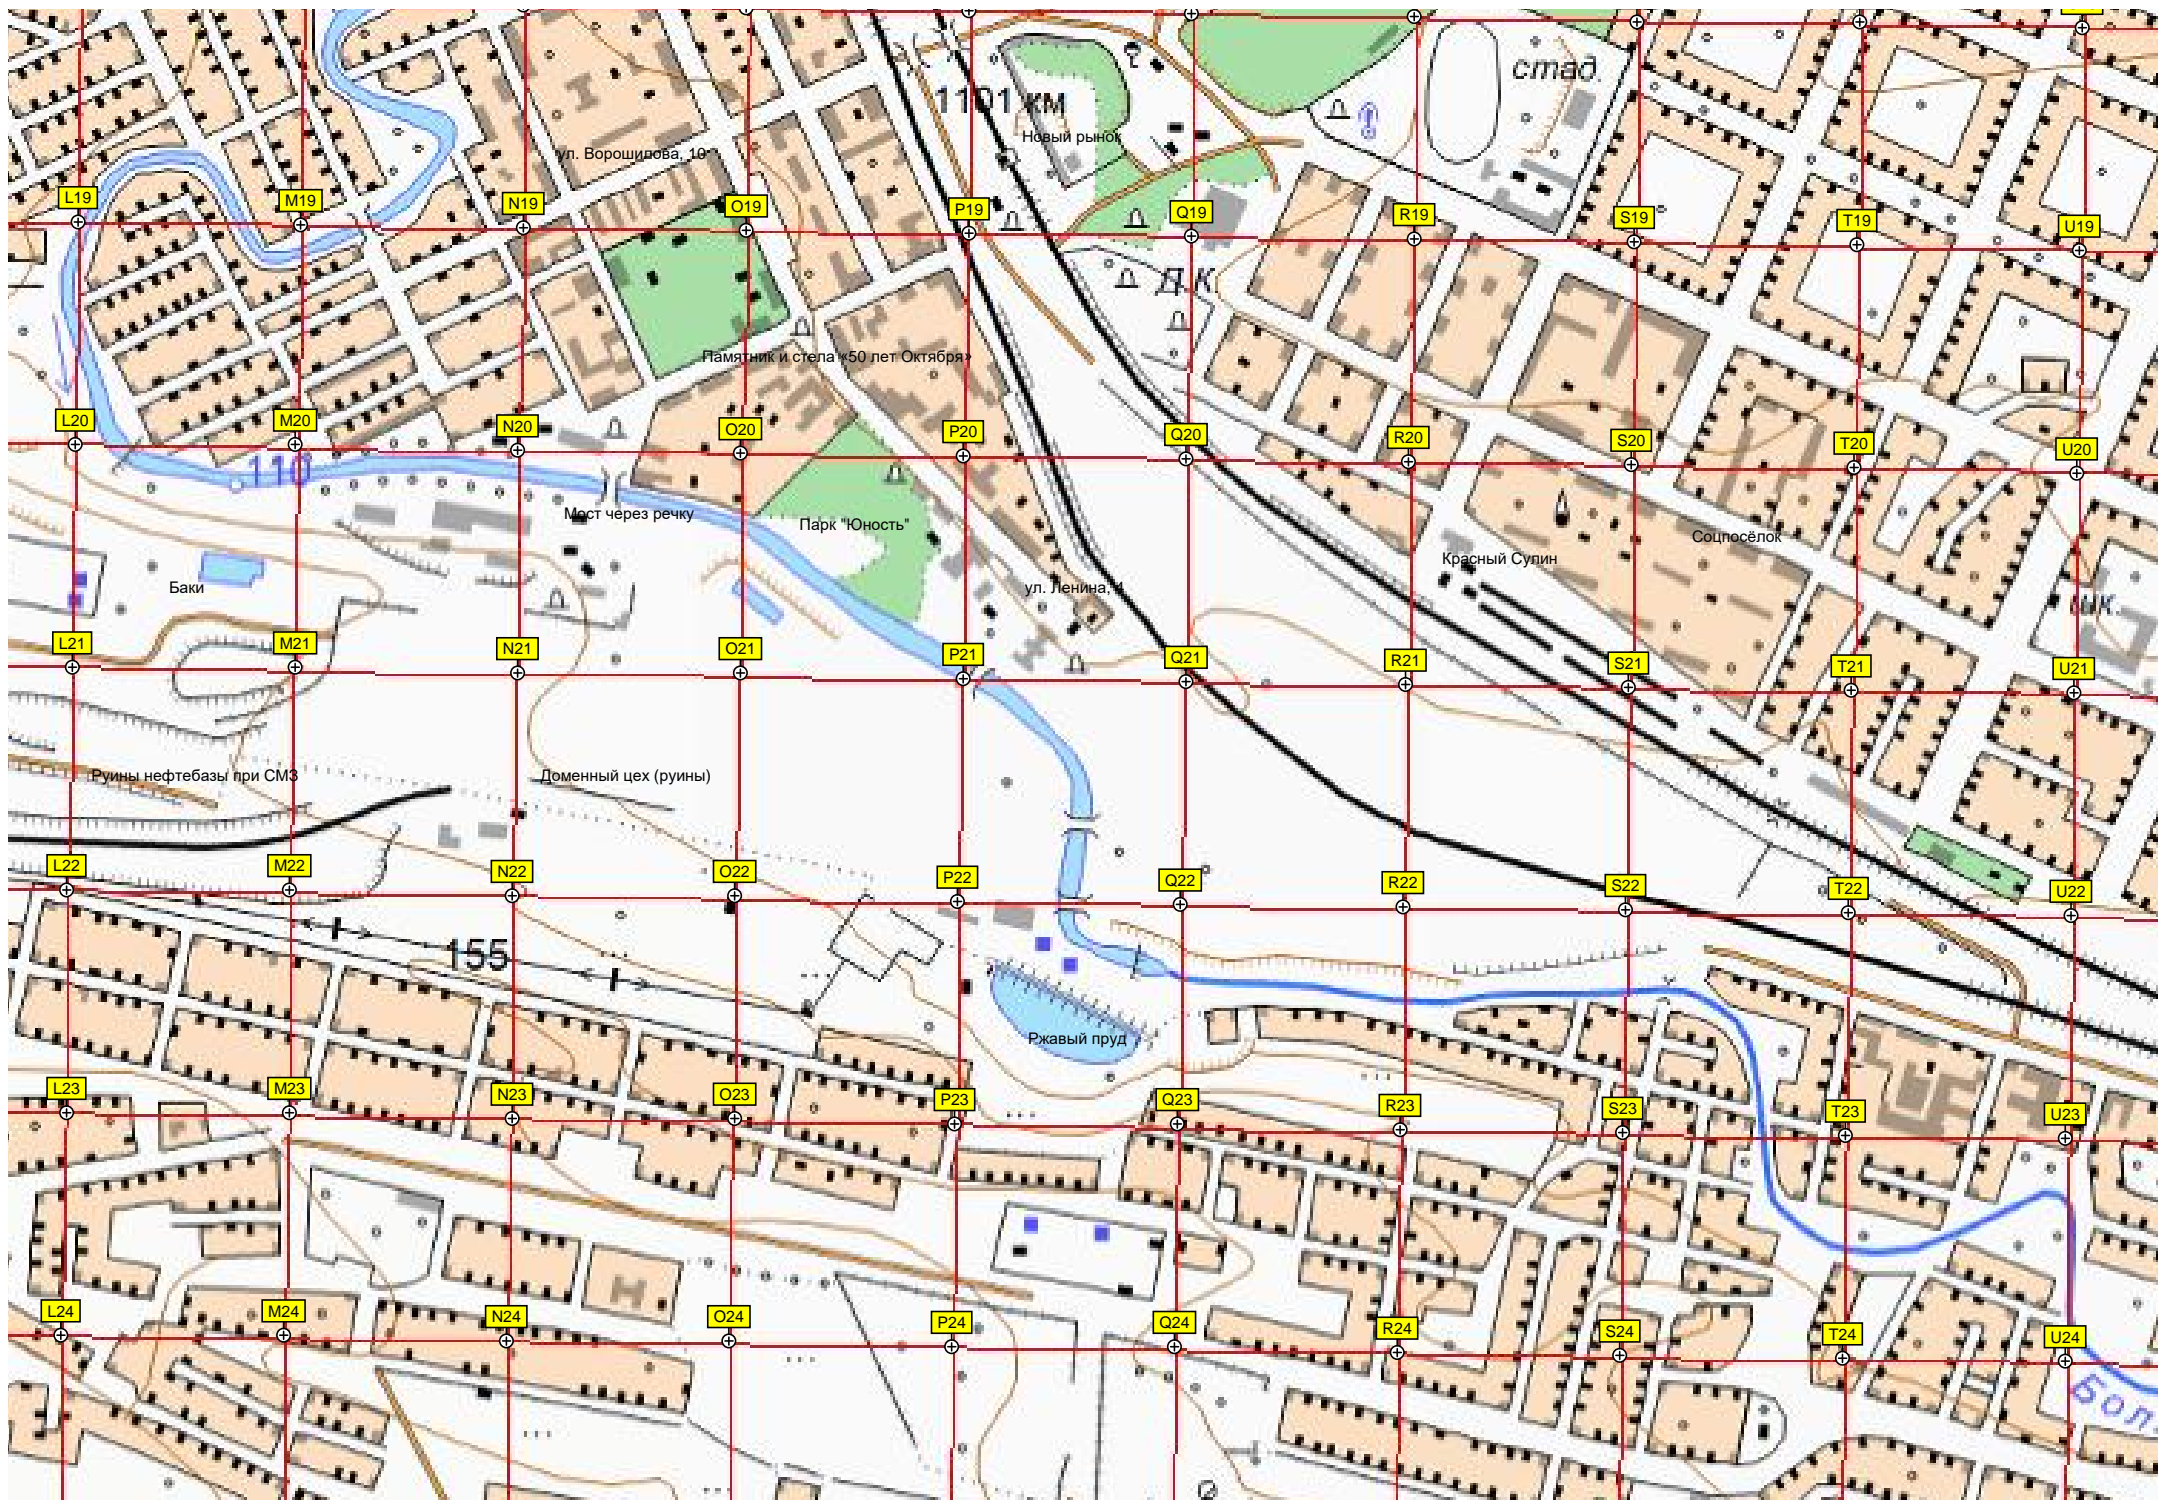 стад.
1101 км
Новый рынок
ул. Ворошилова, 10
L19 M19 N19 O19 P19 Q19 R19 S19 T19 U19
Д.К.
Памятник и стела «50 лет Октября»
L20 M20 N20 O20 P20 Q20 R20 S20 T20 U20
110
Мост через речку
Парк "Юность"
Соцпосёлок
Красный Сулин
Баки
ул. Ленина, 4
шк.
L21 M21 N21 O21 P21 Q21 R21 S21 T21 U21
Руины нефтебазы при СМЗ
Доменный цех (руины)
L22 M22 N22 O22 P22 Q22 R22 S22 T22 U22
155
Ржавый пруд
L23 M23 N23 O23 P23 Q23 R23 S23 T23 U23
L24 M24 N24 O24 P24 Q24 R24 S24 T24 U24
Бол.